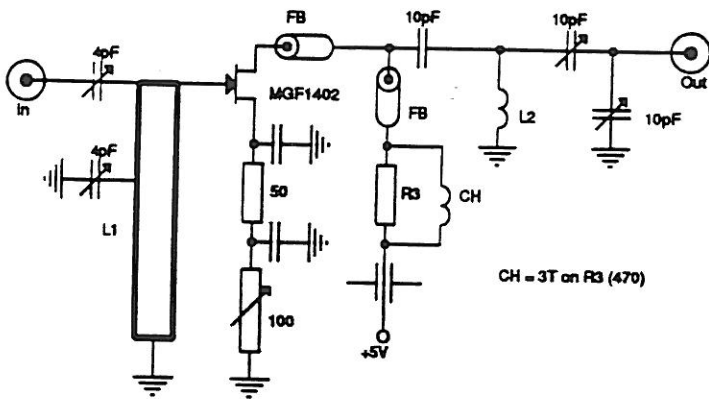 FB
10pF
10pF
4pF
In
Out
MGF1402
FB
L2
10pF
4pF
50
R3
CH
L1
CH = 3T on R3 (470)
100
+5V